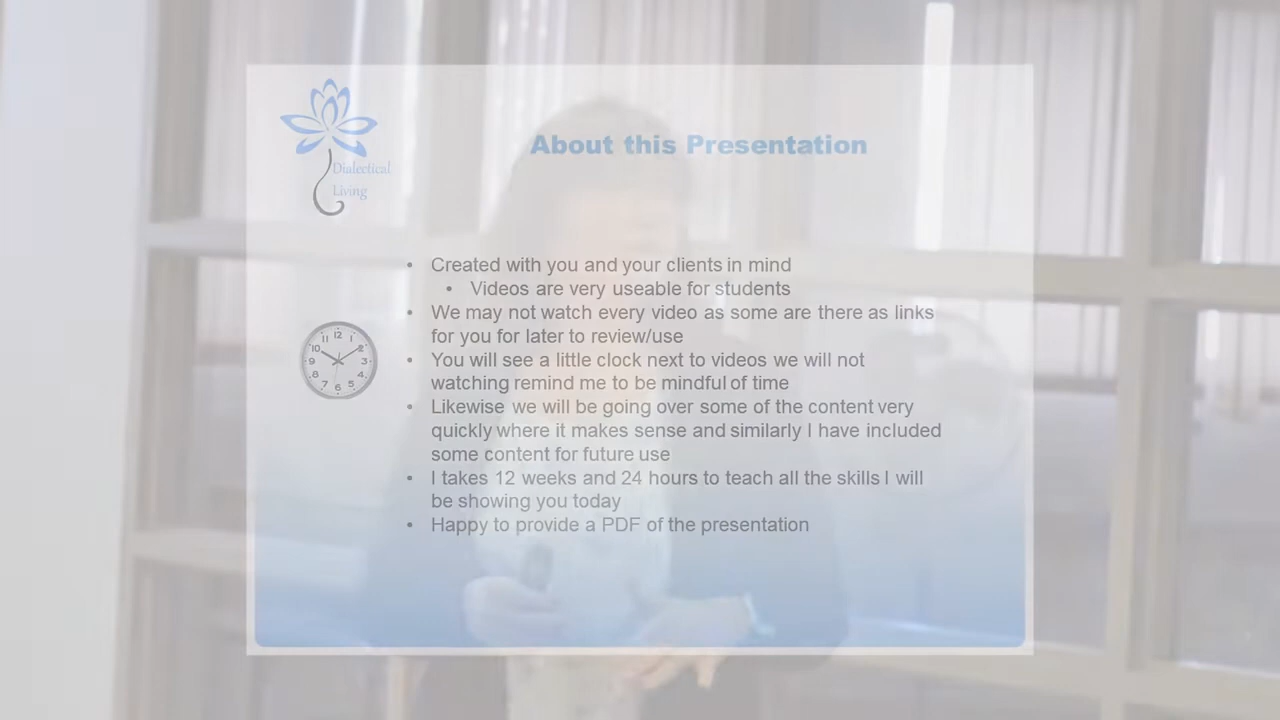 Dialectical
Living
About this Presentation
• Created with you and your clients in mind
• Videos are very useable for students
• We may not watch every video as some are there as links
for you for later to review/use
• You will see a little clock next to videos we will not
watching remind me to be mindful of time
• Likewise we will be going over some of the content very
quickly where it makes sense and similarly I have included
some content for future use
• I takes 12 weeks and 24 hours to teach all the skills I will
be showing you today
• Happy to provide a PDF of the presentation